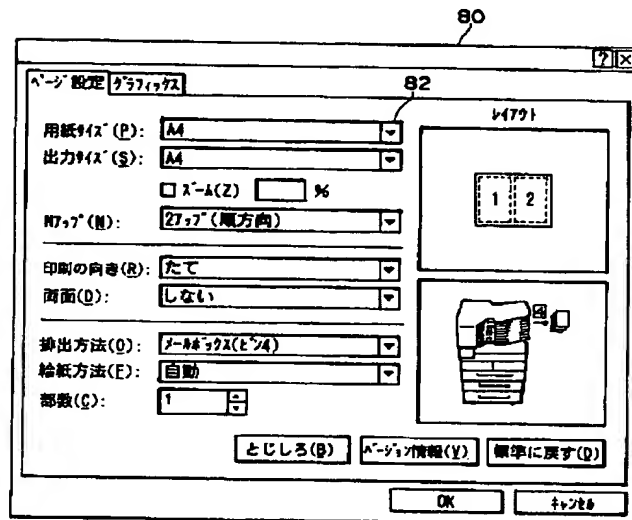 80
? ×
ﾍﾟｰｼﾞ設定 ｸﾞﾗﾌｨｯｸｽ
82
用紙ｻｲｽﾞ(P): A4
出力ｻｲｽﾞ(S): A4
ｽﾞｰﾑ(Z) %
Nｱｯﾌﾟ(N): 2ｱｯﾌﾟ(順方向)
印刷の向き(R): たて
両面(D): しない
排出方法(O): ﾒｰﾙﾎﾞｯｸｽ(ﾋﾞﾝ4)
給紙方法(F): 自動
部数(C): 1
ﾚｲｱｳﾄ
1 2
とじしろ(B) ﾊﾞｰｼﾞｮﾝ情報(V) 標準に戻す(D)
OK ｷｬﾝｾﾙ